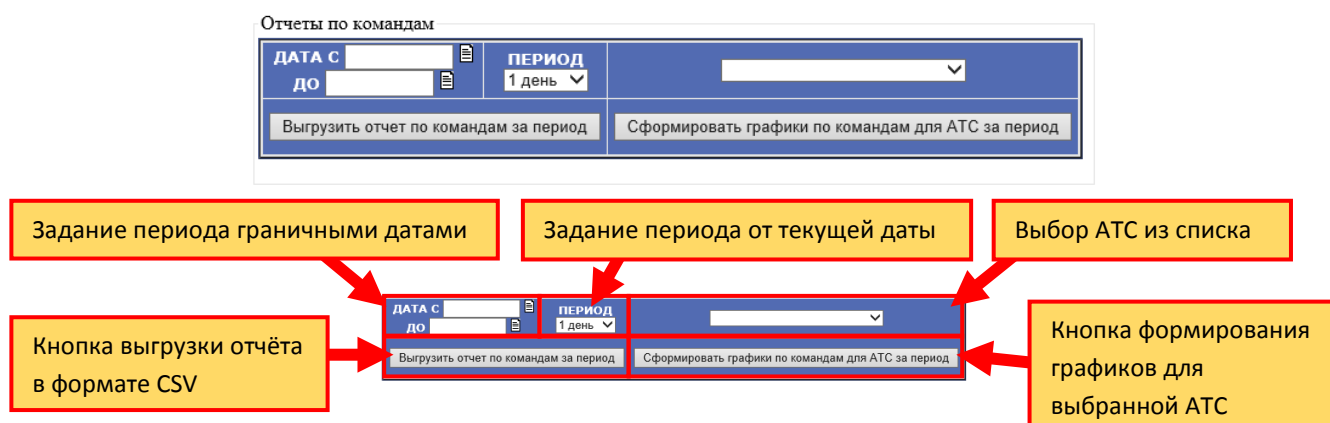 Отчеты по командам
ДАТА С
ДО
ПЕРИОД
1 день
Выгрузить отчет по командам за период
Сформировать графики по командам для АТС за период
Задание периода граничными датами
Задание периода от текущей даты
Выбор АТС из списка
ДАТА С
ДО
ПЕРИОД
1 день
Кнопка выгрузки отчёта
в формате CSV
Выгрузить отчет по командам за период
Сформировать графики по командам для АТС за период
Кнопка формирования
графиков для
выбранной АТС